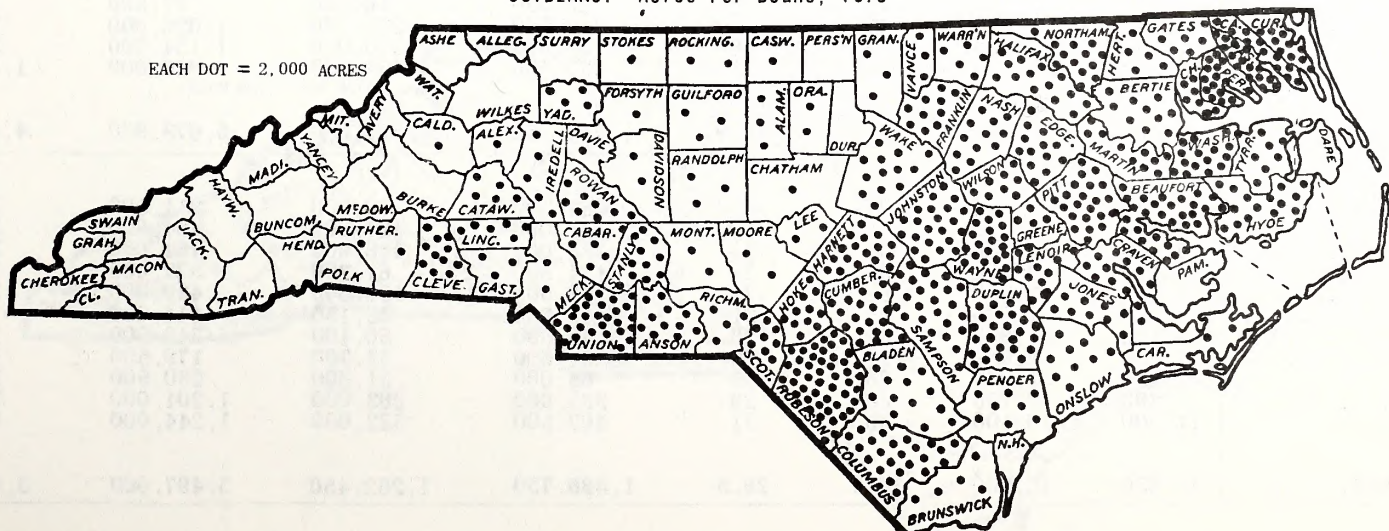 EACH DOT = 2,000 ACRES
ASHE ALLEG. SURRY STOKES ROCKING. CASW. PERS'N GRAN. VANCE WARR'N HALIFAX NORTHAM. HERT. GATES CA. CUR.
WAT. WILKES YAD. FORSYTH GUILFORD ALAM. ORA. DUR. FRANKLIN NASH EDGE. BERTIE CH. PER.
MIT. AVERY CALD. ALEX. IREDELL DAVIE DAVIDSON RANDOLPH CHATHAM WAKE WILSON MARTIN WASH. TYRR. DARE
MADI. YANCEY BURKE CATAW. ROWAN JOHNSTON PITT BEAUFORT HYDE
SWAIN HAYW. BUNCOM. McDOW. RUTHER. LINC. CABAR. STANLY MONT. MOORE LEE HARNET GREENE
GRAH. JACK. HEND. WAYNE LENOIR CRAVEN PAM.
CHEROKEE MACON TRAN. POLK CLEVE. GAST. MECK. RICHM. HOKE CUMBER. SAMPSON DUPLIN JONES
CL. UNION ANSON SCOT. ROBESON BLADEN PENDER ONSLOW CAR.
COLUMBUS N.H.
BRUNSWICK